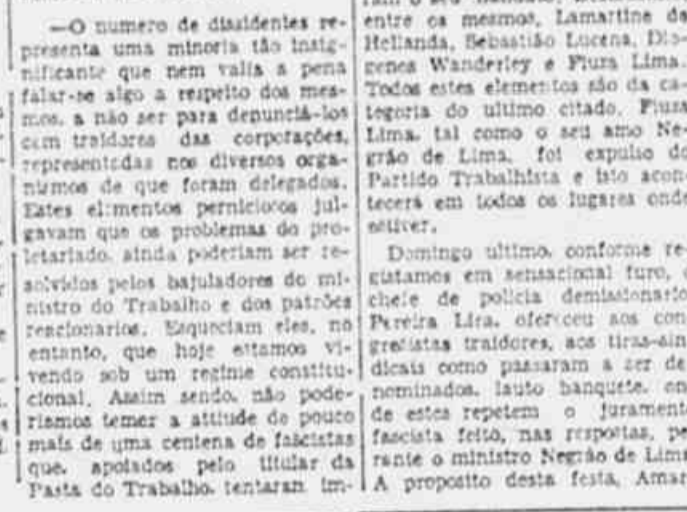 —O numero de dissidentes re-
presenta uma minoria tão insig-
nificante que nem valia a pena
falar-se algo a respeito dos mes-
mos, a não ser para denunciá-los
com traidores das corporações,
representadas nos diversos orga-
nismos de que foram delegados.
Estes elementos perniciosos jul-
gavam que os problemas do pro-
letariado, ainda poderiam ser re-
solvidos pelos bajuladores do mi-
nistro do Trabalho e dos patrões
reacionarios. Esqueciam eles, no
entanto, que hoje estamos vi-
vendo sob um regime constitu-
cional. Assim sendo, não pode-
riamos temer a attiude de pouco
mais de uma centena de fascistas
que, apoiados pelo titular da
Pasta do Trabalho, tentaram im-
entre os mesmos, Lamartine de
Hollanda, Sebastião Lucena, Dio-
genes Wanderley e Fiuza Lima.
Todos estes elementos são da ca-
tegoria do ultimo citado. Fiuza
Lima, tal como o seu amo Ne-
grão de Lima, foi expulso do
Partido Trabalhista e isto acon-
tecerá em todos os lugares onde
estiver.
Domingo ultimo, conforme re-
gistamos em sensacional furo, o
chefe de policia demissionario
Pereira Lira, ofereceu aos con
gressistas traidores, aos tiras-sin
dicais como passaram a ser de
nominados, lauto banquete, on
de estes repetem o jurament
fascista feito, nas respostas, pe
rante o ministro Negrão de Lima
A proposito desta festa, Amar